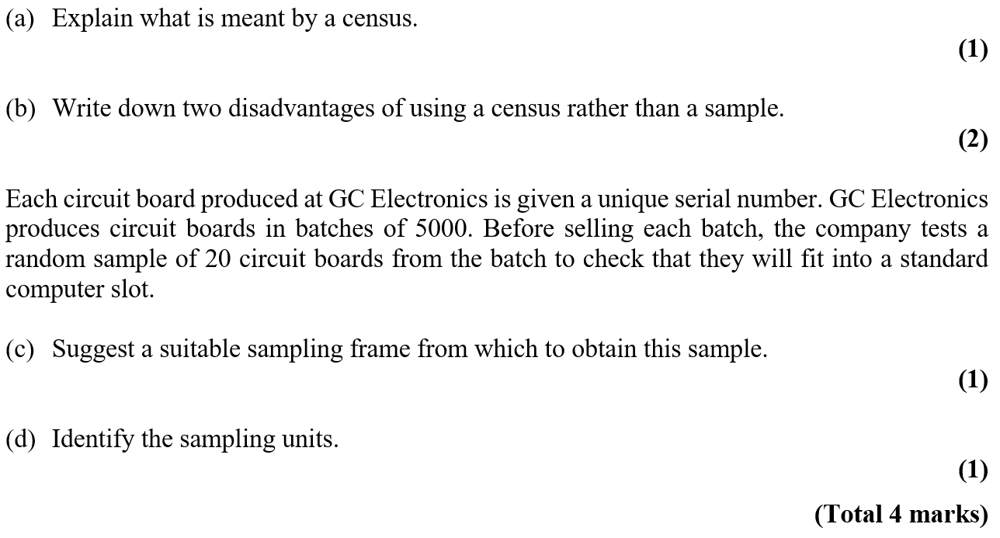 (a) Explain what is meant by a census.
(1)
(b) Write down two disadvantages of using a census rather than a sample.
(2)
Each circuit board produced at GC Electronics is given a unique serial number. GC Electronics
produces circuit boards in batches of 5000. Before selling each batch, the company tests a
random sample of 20 circuit boards from the batch to check that they will fit into a standard
computer slot.
(c) Suggest a suitable sampling frame from which to obtain this sample.
(1)
(d) Identify the sampling units.
(1)
(Total 4 marks)